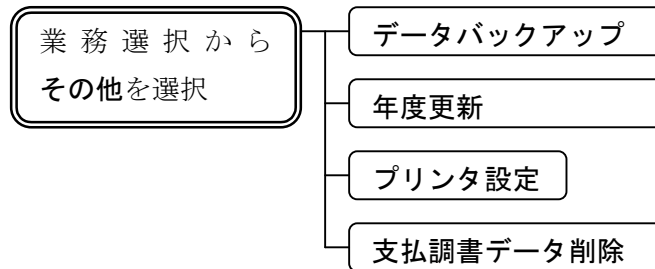 業務選択から
その他を選択
データバックアップ
年度更新
プリンタ設定
支払調書データ削除